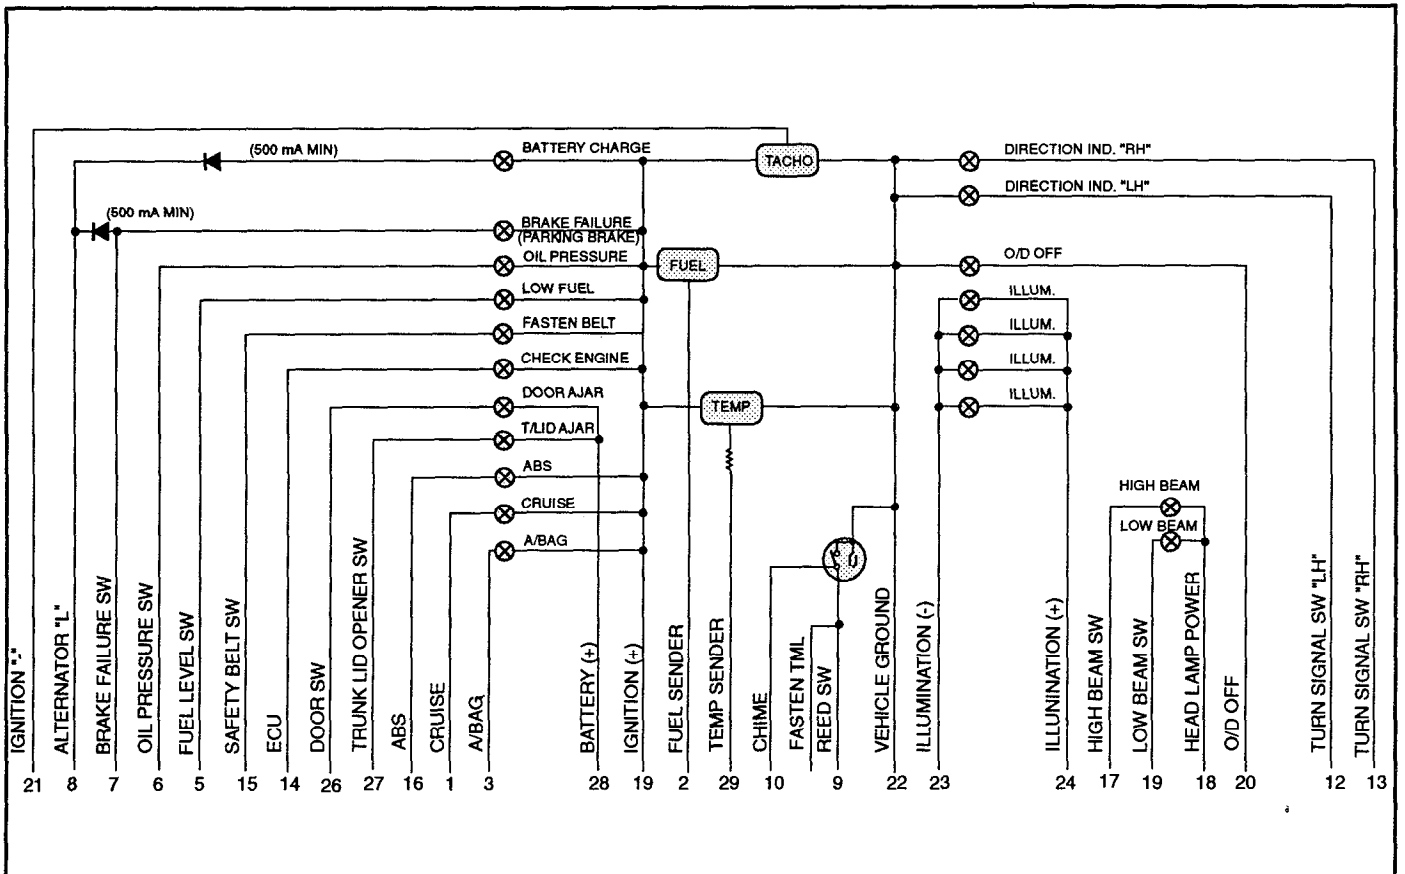 (500 mA MIN)
BATTERY CHARGE
TACHO
DIRECTION IND. "RH"
DIRECTION IND. "LH"
(500 mA MIN)
BRAKE FAILURE
(PARKING BRAKE)
OIL PRESSURE
FUEL
O/D OFF
LOW FUEL
ILLUM.
FASTEN BELT
ILLUM.
CHECK ENGINE
ILLUM.
DOOR AJAR
TEMP
ILLUM.
T/LID AJAR
ABS
HIGH BEAM
CRUISE
LOW BEAM
A/BAG
IGNITION "-"
ALTERNATOR "L"
BRAKE FAILURE SW
OIL PRESSURE SW
FUEL LEVEL SW
SAFETY BELT SW
ECU
DOOR SW
TRUNK LID OPENER SW
ABS
CRUISE
A/BAG
BATTERY (+)
IGNITION (+)
FUEL SENDER
TEMP SENDER
CHIME
FASTEN TML
REED SW
VEHICLE GROUND
ILLUMINATION (-)
ILLUNINATION (+)
HIGH BEAM SW
LOW BEAM SW
HEAD LAMP POWER
O/D OFF
TURN SIGNAL SW "LH"
TURN SIGNAL SW "RH"
21 8 7 6 5 15 14 26 27 16 1 3 28 19 2 29 10 9 22 23 24 17 19 18 20 12 13